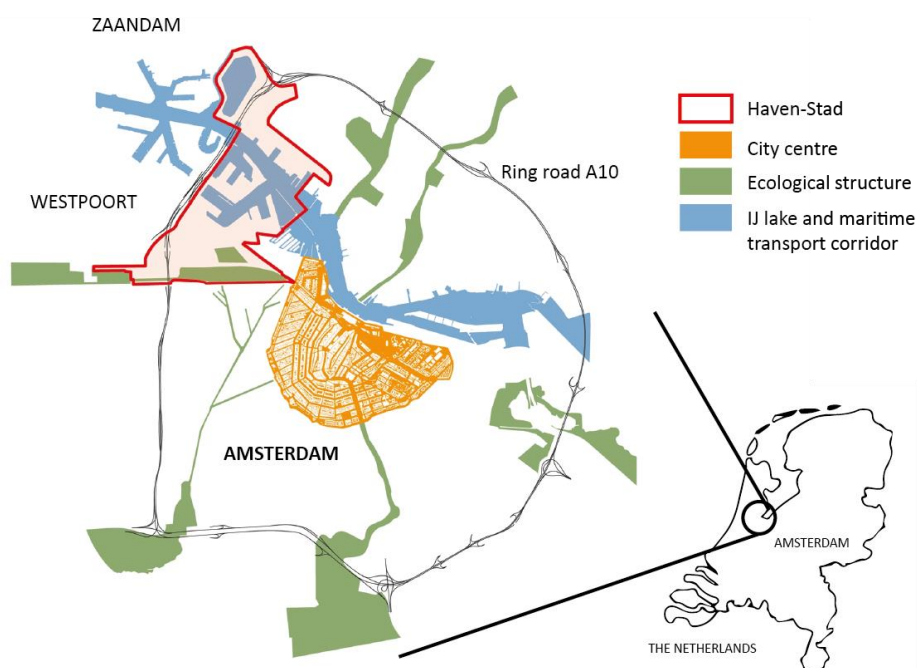 ZAANDAM
Haven-Stad
City centre
Ring road A10
Ecological structure
WESTPOORT
IJ lake and maritime
transport corridor
AMSTERDAM
AMSTERDAM
THE NETHERLANDS